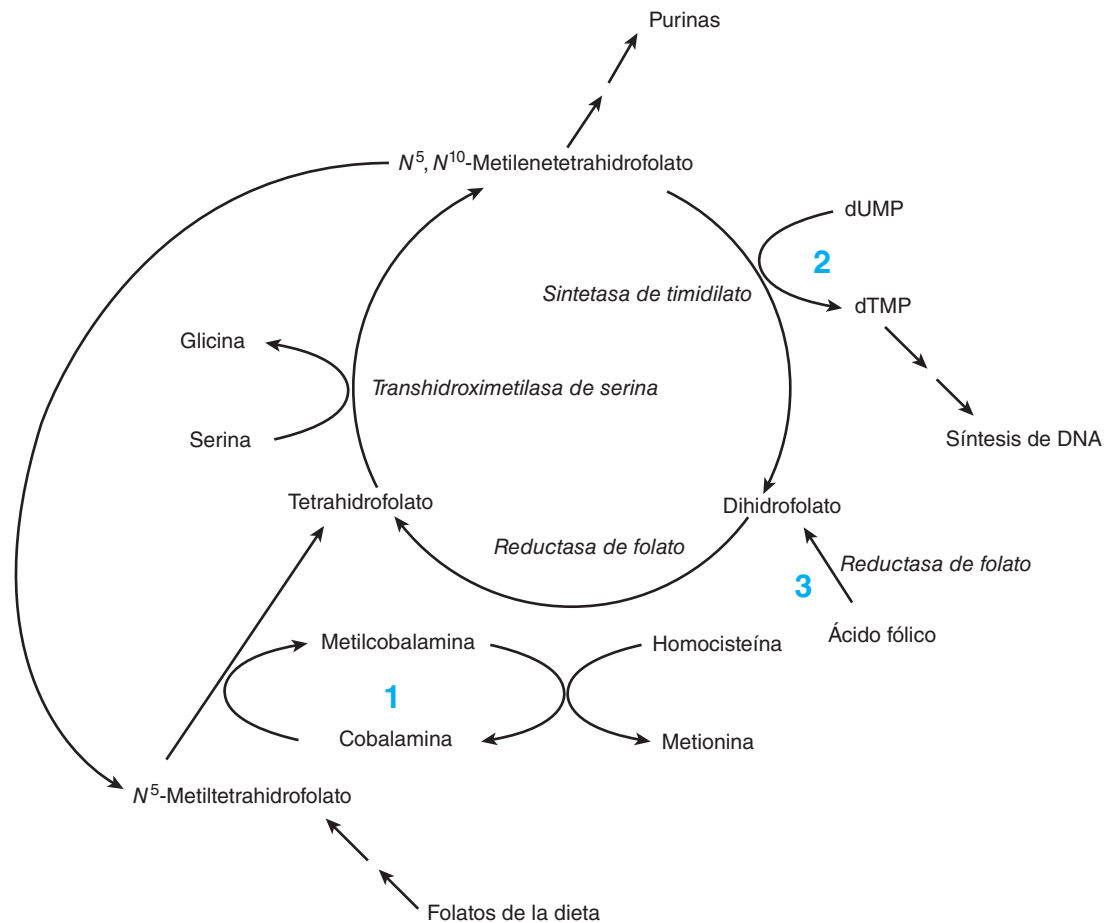 Purinas
N⁵, N¹⁰-Metilenetetrahidrofolato
dUMP
2
Sintetasa de timidilato
dTMP
Glicina
Transhidroximetilasa de serina
Serina
Síntesis de DNA
Tetrahidrofolato
Dihidrofolato
Reductasa de folato
Reductasa de folato
3
Ácido fólico
Metilcobalamina
Homocisteína
1
Cobalamina
Metionina
N⁵-Metiltetrahidrofolato
Folatos de la dieta